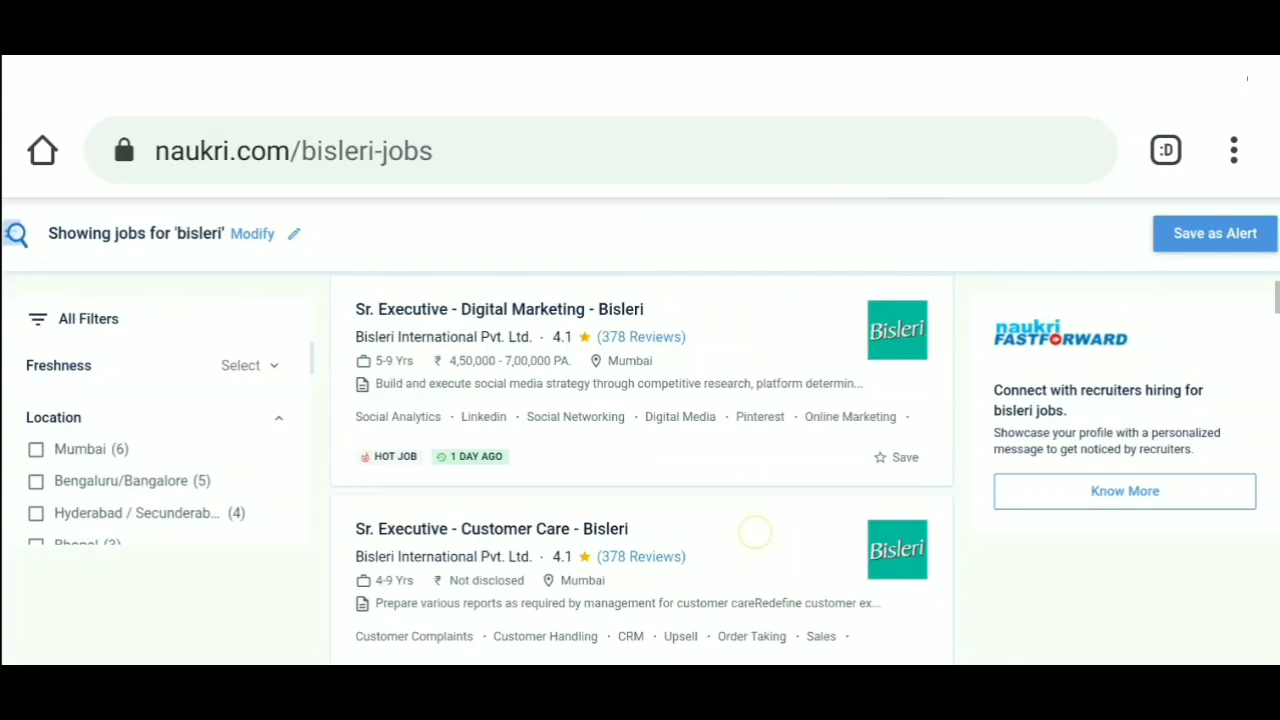 naukri.com/bisleri-jobs
:D
Showing jobs for 'bisleri' Modify
Save as Alert
All Filters
Freshness
Select
Location
Mumbai (6)
Bengaluru/Bangalore (5)
Hyderabad / Secunderab... (4)
Bhopal (3)
Sr. Executive - Digital Marketing - Bisleri
Bisleri International Pvt. Ltd. · 4.1 ★ (378 Reviews)
5-9 Yrs ₹ 4,50,000 - 7,00,000 PA. Mumbai
Build and execute social media strategy through competitive research, platform determin...
Social Analytics · Linkedin · Social Networking · Digital Media · Pinterest · Online Marketing ·
HOT JOB 1 DAY AGO
Save
Bisleri
Sr. Executive - Customer Care - Bisleri
Bisleri International Pvt. Ltd. · 4.1 ★ (378 Reviews)
4-9 Yrs ₹ Not disclosed Mumbai
Prepare various reports as required by management for customer careRedefine customer ex...
Customer Complaints · Customer Handling · CRM · Upsell · Order Taking · Sales ·
Bisleri
naukri
FASTFORWARD
Connect with recruiters hiring for
bisleri jobs.
Showcase your profile with a personalized
message to get noticed by recruiters.
Know More